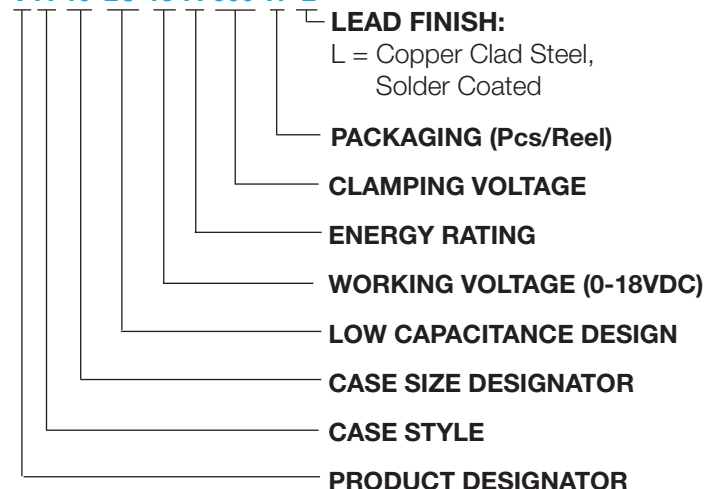 LEAD FINISH:
L = Copper Clad Steel,
Solder Coated
PACKAGING (Pcs/Reel)
CLAMPING VOLTAGE
ENERGY RATING
WORKING VOLTAGE (0-18VDC)
LOW CAPACITANCE DESIGN
CASE SIZE DESIGNATOR
CASE STYLE
PRODUCT DESIGNATOR